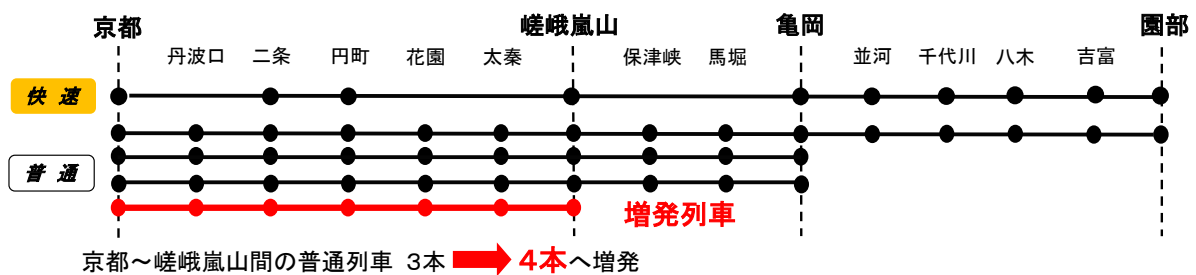 京都 嵯峨嵐山 亀岡 園部
丹波口 二条 円町 花園 太秦 保津峡 馬堀 並河 千代川 八木 吉富
快速
普通
増発列車
京都～嵯峨嵐山間の普通列車 3本 4本へ増発